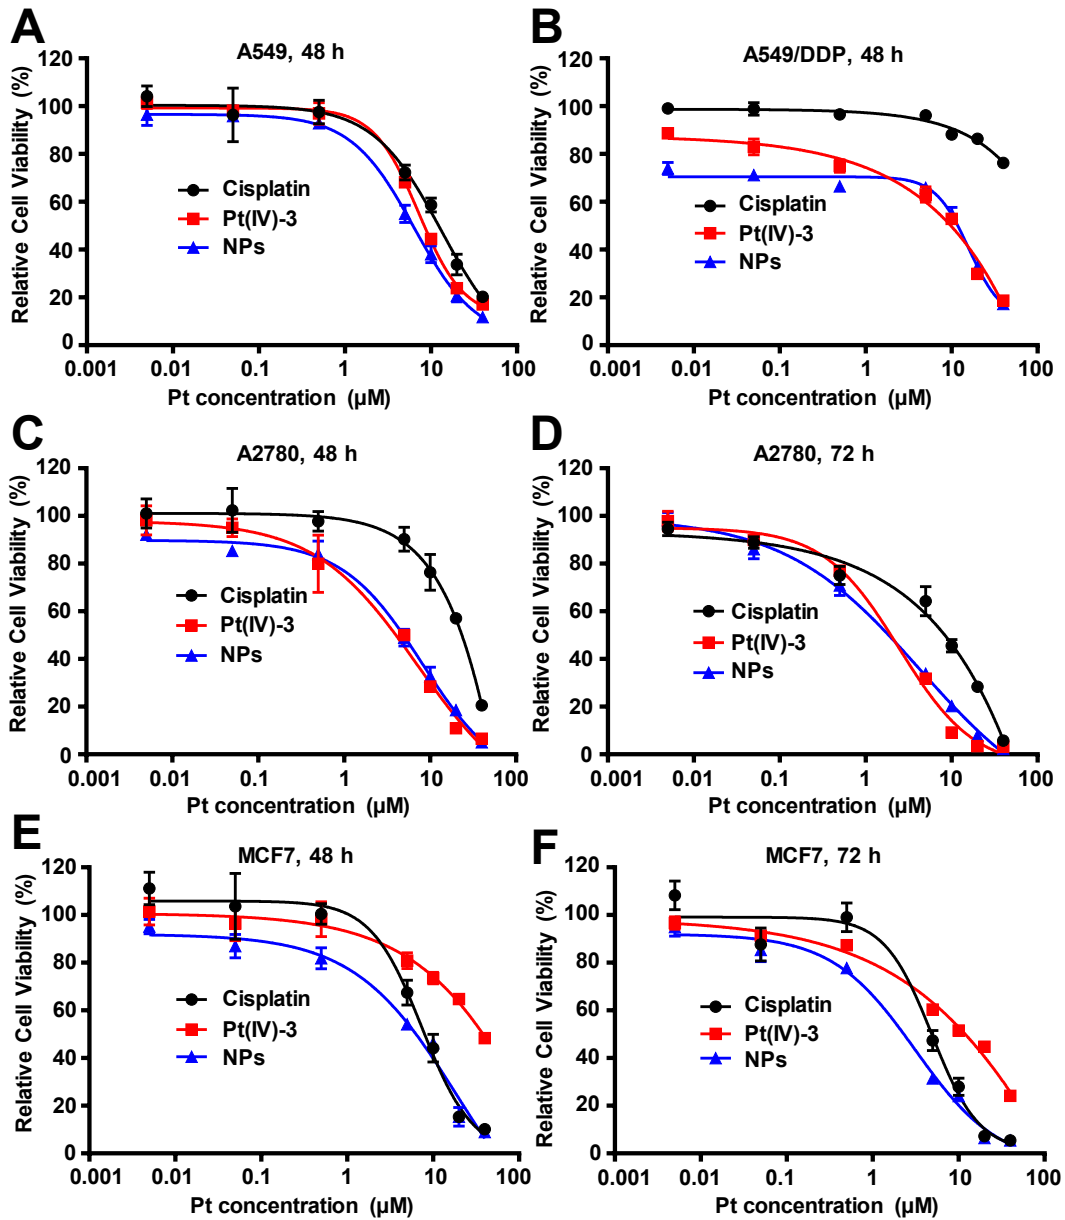 A
A549, 48 h
Relative Cell Viability (%)
120
100
80
60
40
20
0
Cisplatin
Pt(IV)-3
NPs
0.001 0.01 0.1 1 10 100
Pt concentration (µM)
B
A549/DDP, 48 h
Relative Cell Viability (%)
120
100
80
60
40
20
0
Cisplatin
Pt(IV)-3
NPs
0.001 0.01 0.1 1 10 100
Pt concentration (µM)
C
A2780, 48 h
Relative Cell Viability (%)
120
100
80
60
40
20
0
Cisplatin
Pt(IV)-3
NPs
0.001 0.01 0.1 1 10 100
Pt concentration (µM)
D
A2780, 72 h
Relative Cell Viability (%)
120
100
80
60
40
20
0
Cisplatin
Pt(IV)-3
NPs
0.001 0.01 0.1 1 10 100
Pt concentration (µM)
E
MCF7, 48 h
Relative Cell Viability (%)
120
100
80
60
40
20
0
Cisplatin
Pt(IV)-3
NPs
0.001 0.01 0.1 1 10 100
Pt concentration (µM)
F
MCF7, 72 h
Relative Cell Viability (%)
120
100
80
60
40
20
0
Cisplatin
Pt(IV)-3
NPs
0.001 0.01 0.1 1 10 100
Pt concentration (µM)